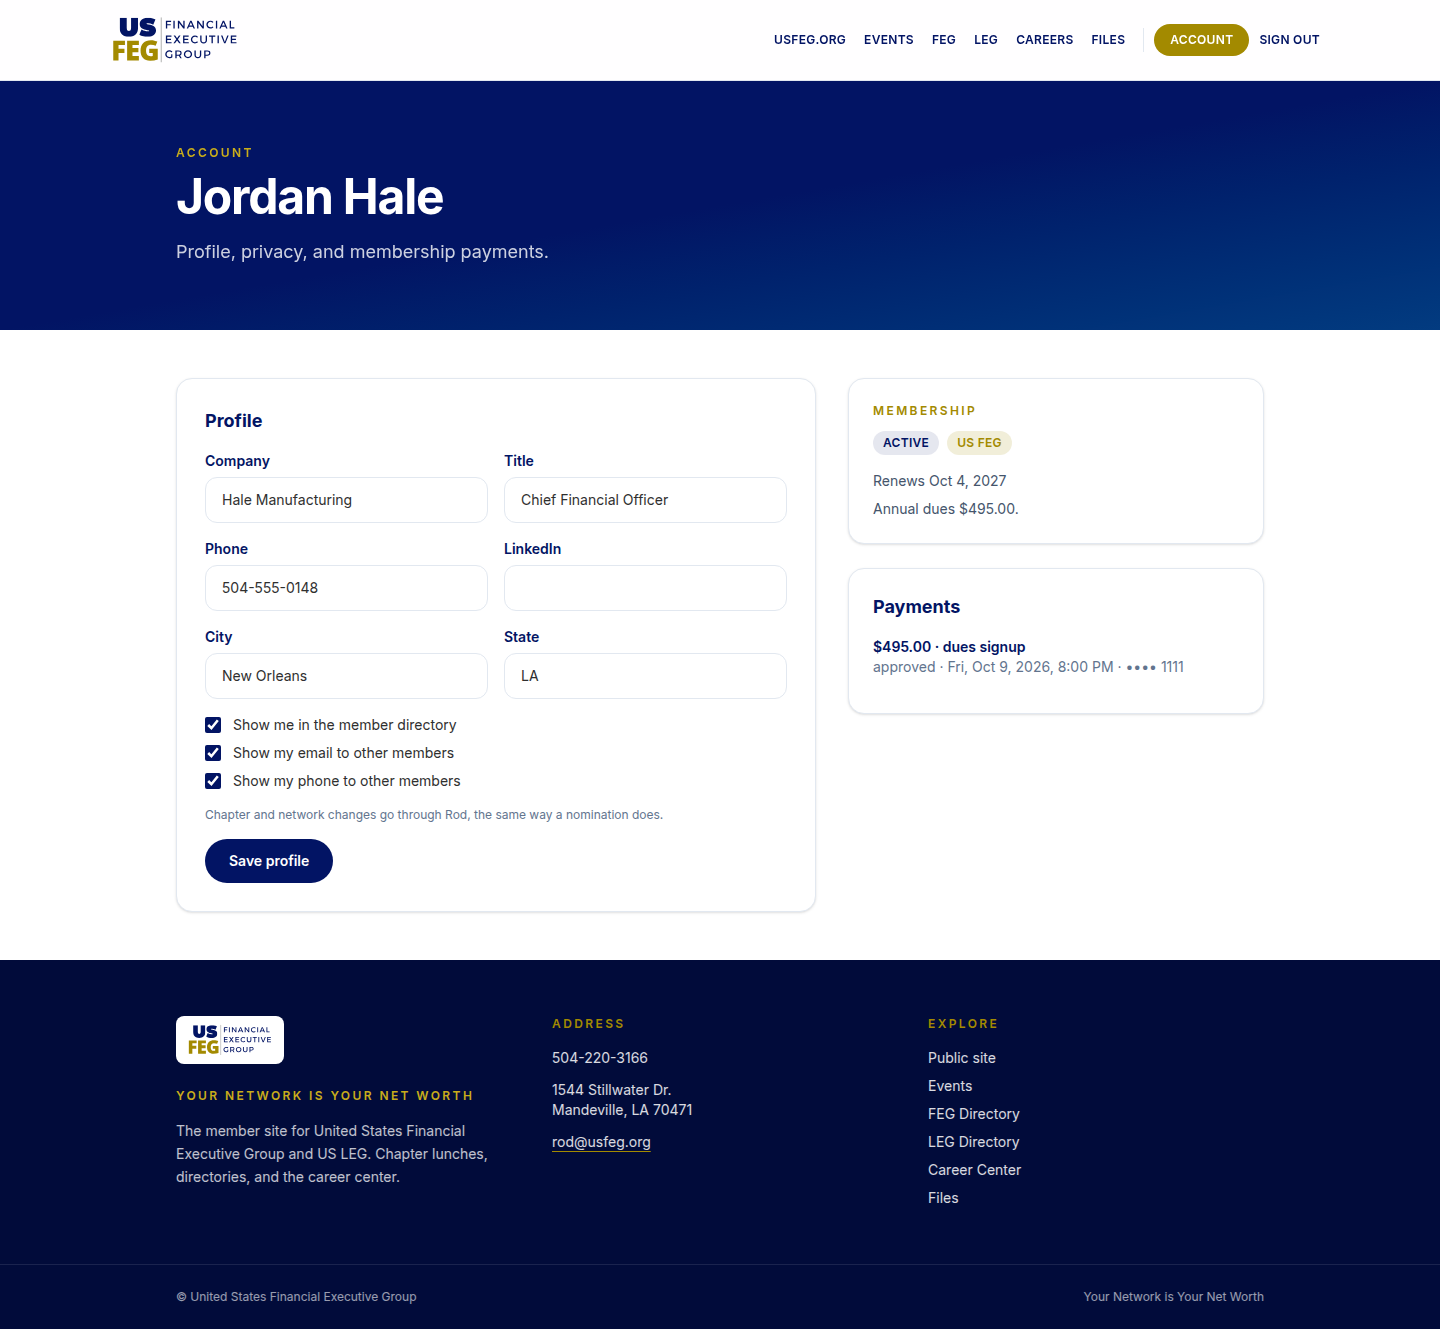 US FEG FINANCIAL EXECUTIVE GROUP
USFEG.ORG EVENTS FEG LEG CAREERS FILES ACCOUNT SIGN OUT
ACCOUNT
Jordan Hale
Profile, privacy, and membership payments.
Profile
Company
Hale Manufacturing
Title
Chief Financial Officer
Phone
504-555-0148
LinkedIn
City
New Orleans
State
LA
Show me in the member directory
Show my email to other members
Show my phone to other members
Chapter and network changes go through Rod, the same way a nomination does.
Save profile
MEMBERSHIP
ACTIVE US FEG
Renews Oct 4, 2027
Annual dues $495.00.
Payments
$495.00 · dues signup
approved · Fri, Oct 9, 2026, 8:00 PM · •••• 1111
US FEG FINANCIAL EXECUTIVE GROUP
YOUR NETWORK IS YOUR NET WORTH
The member site for United States Financial
Executive Group and US LEG. Chapter lunches,
directories, and the career center.
ADDRESS
504-220-3166
1544 Stillwater Dr.
Mandeville, LA 70471
rod@usfeg.org
EXPLORE
Public site
Events
FEG Directory
LEG Directory
Career Center
Files
© United States Financial Executive Group
Your Network is Your Net Worth